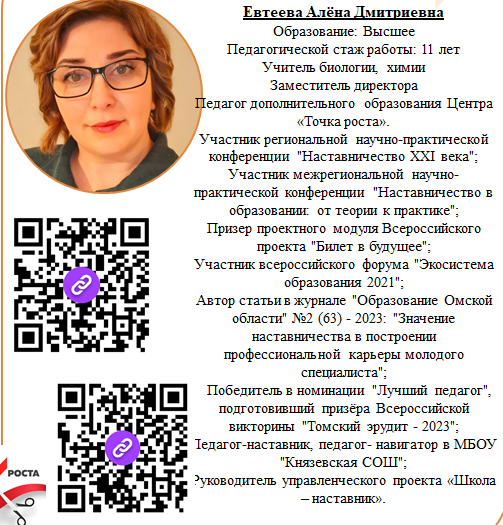 Евтеева Алёна Дмитриевна
Образование: Высшее
Педагогической стаж работы: 11 лет
Учитель биологии, химии
Заместитель директора
Педагог дополнительного образования Центра
«Точка роста».
Участник региональной научно-практической
конференции "Наставничество XXI века";
Участник межрегиональной научно-
практической конференции "Наставничество в
образовании: от теории к практике";
Призер проектного модуля Всероссийского
проекта "Билет в будущее";
Участник всероссийского форума "Экосистема
образования 2021";
Автор статьи в журнале "Образование Омской
области" №2 (63) - 2023: "Значение
наставничества в построении
профессиональной карьеры молодого
специалиста";
Победитель в номинации "Лучший педагог",
подготовивший призёра Всероссийской
викторины "Томский эрудит - 2023";
Педагог-наставник, педагог- навигатор в МБОУ
"Князевская СОШ";
Руководитель управленческого проекта «Школа
– наставник».
РОСТА